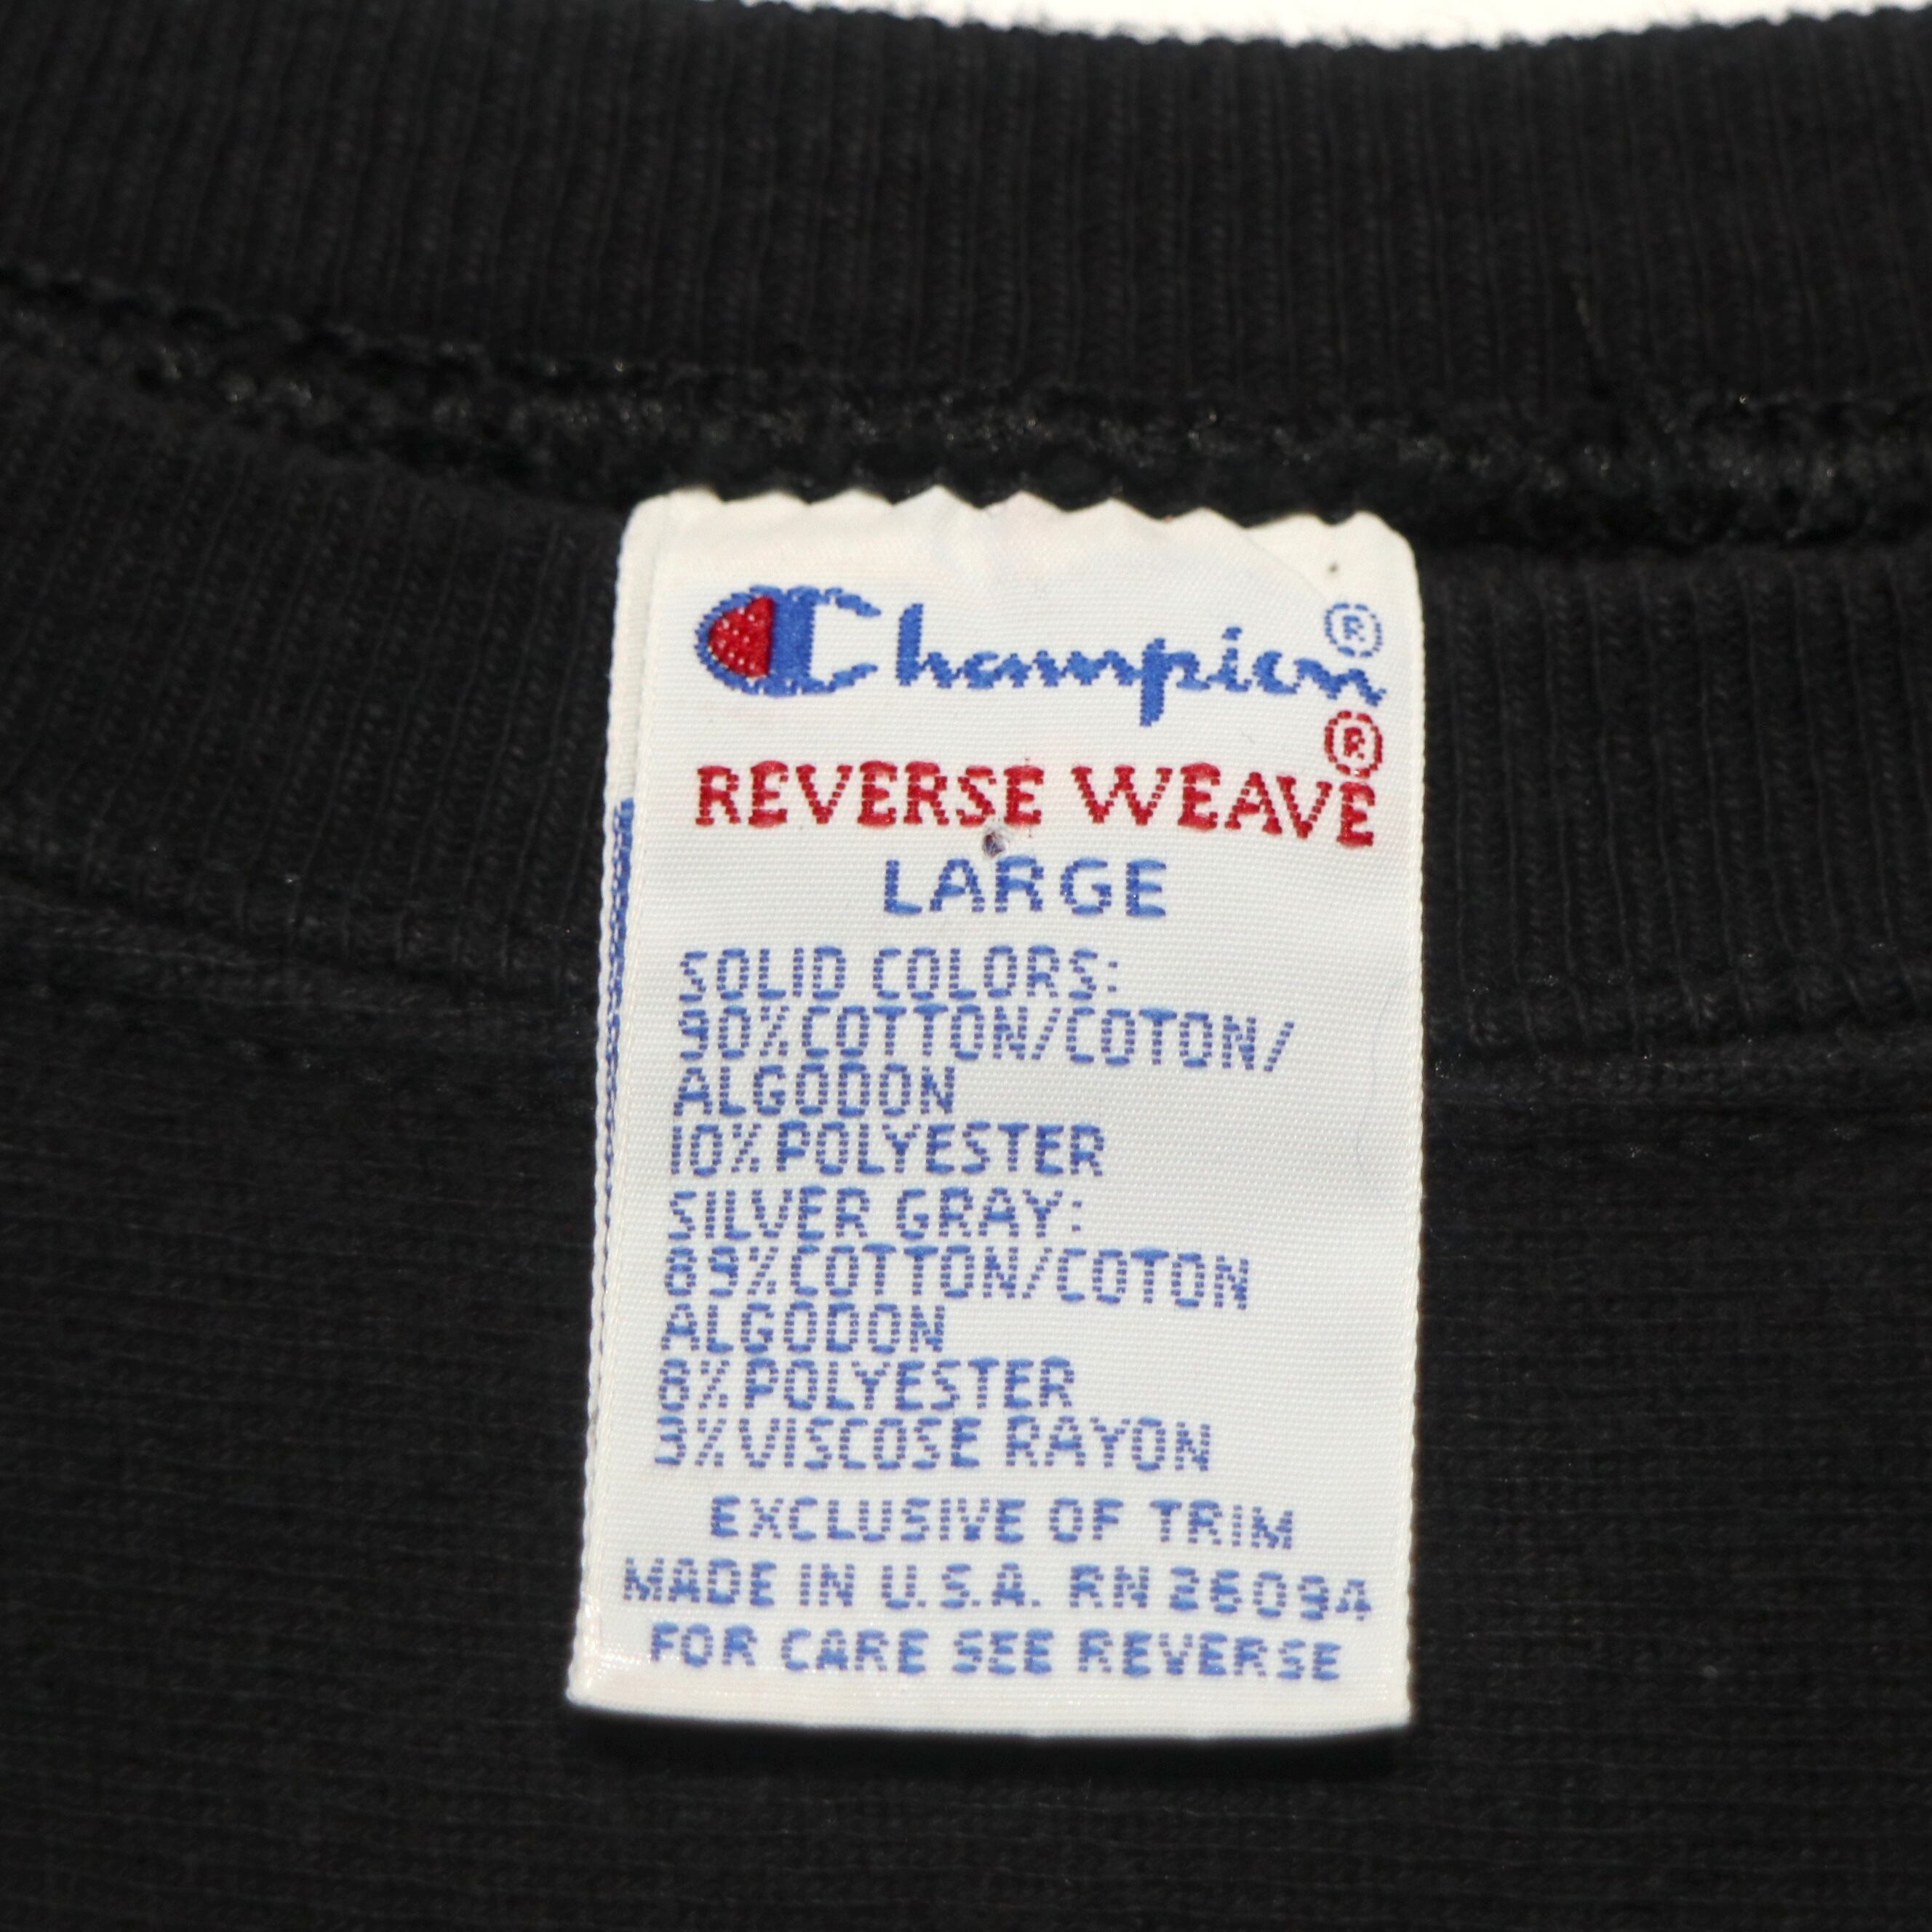 Champion®
REVERSE WEAVE®
LARGE
SOLID COLORS:
90% COTTON/COTON/
ALGODON
10% POLYESTER
SILVER GRAY:
89% COTTON/COTON
ALGODON
8% POLYESTER
3% VISCOSE RAYON
EXCLUSIVE OF TRIM
MADE IN U.S.A. RN 26094
FOR CARE SEE REVERSE